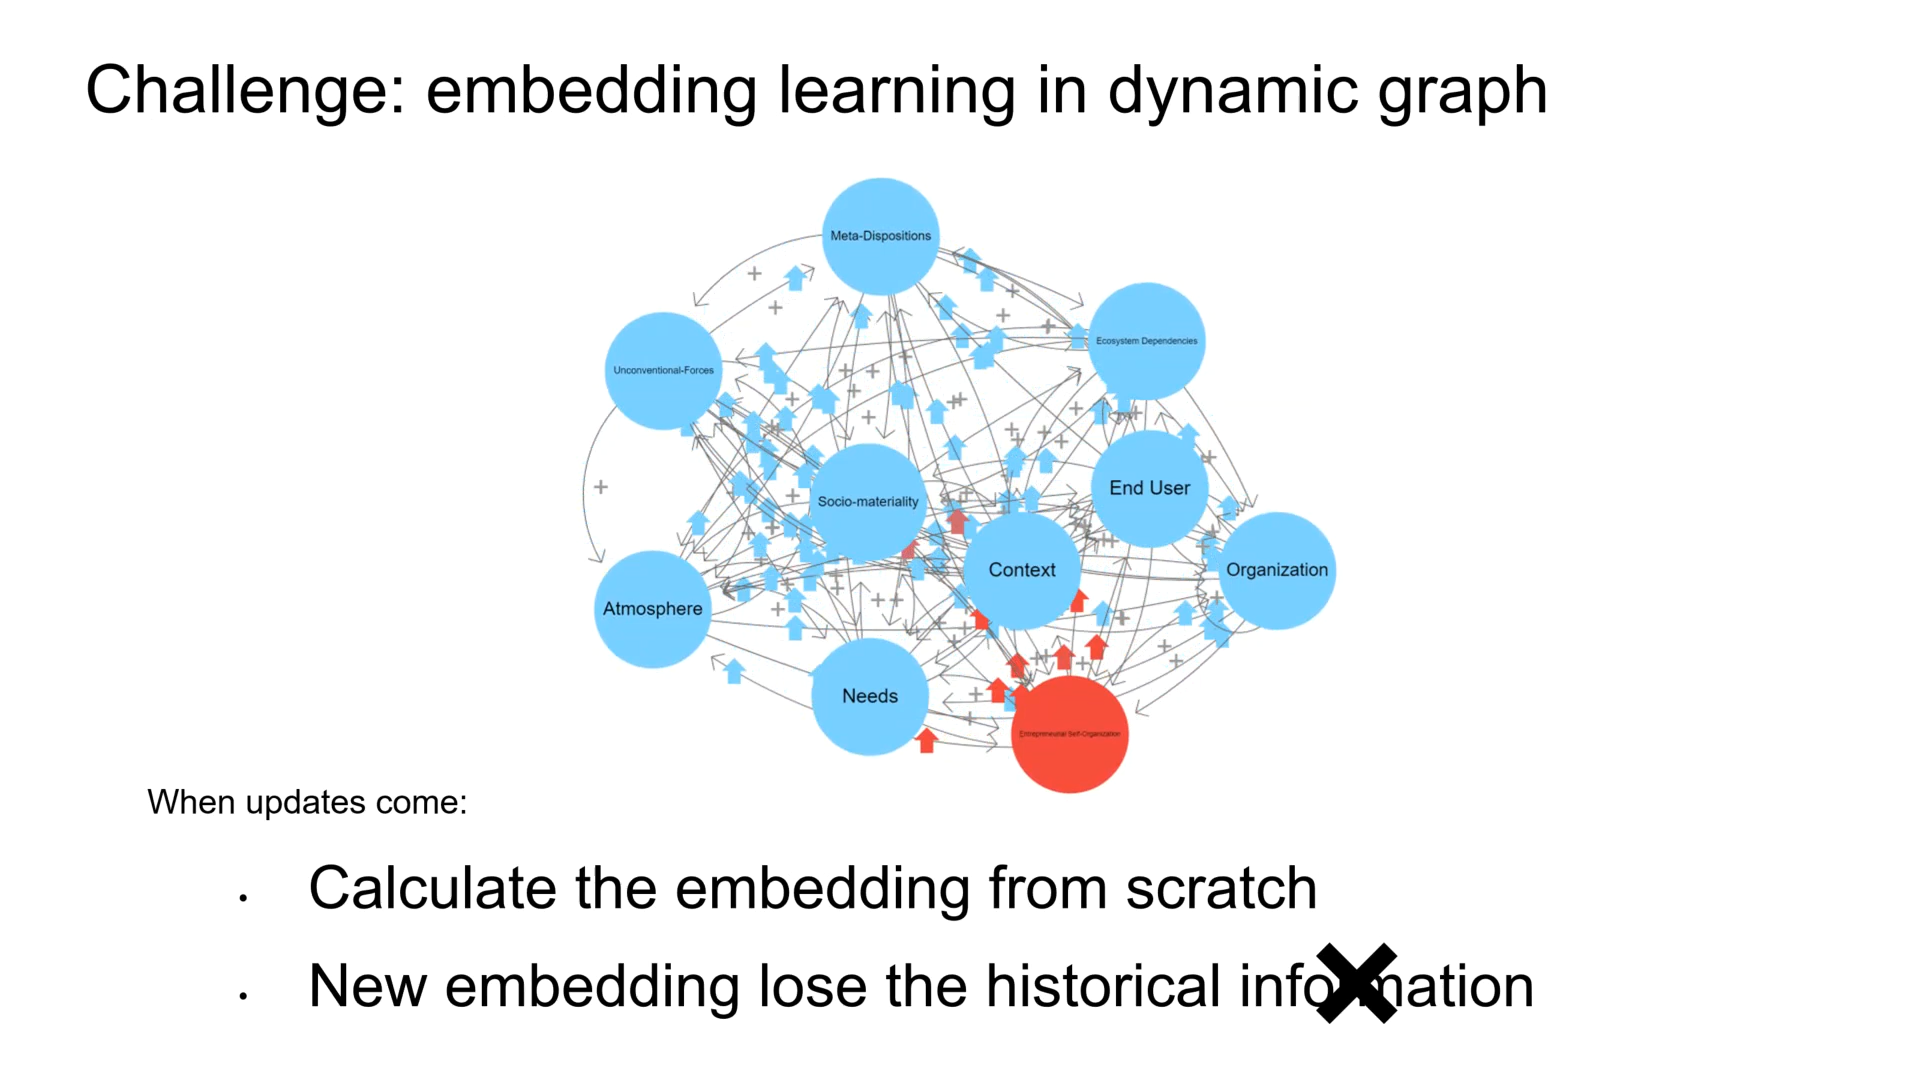 Challenge: embedding learning in dynamic graph
Meta-Dispositions
Ecosystem Dependencies
Unconventional-Forces
End User
Socio-materiality
Context
Organization
Atmosphere
Needs
Entrepreneurial Self-Organization
When updates come:
• Calculate the embedding from scratch
• New embedding lose the historical information